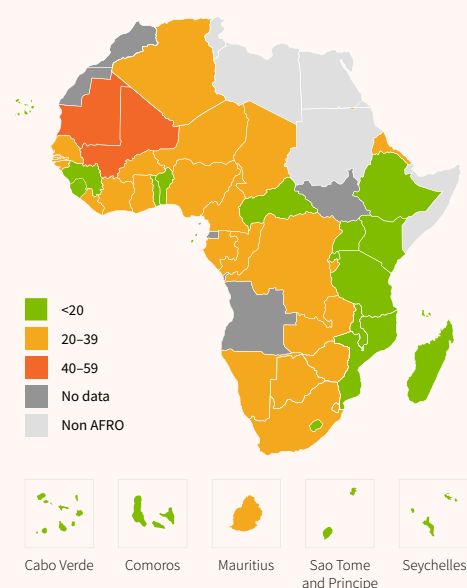 <20
20–39
40–59
No data
Non AFRO
Cabo Verde
Comoros
Mauritius
Sao Tome
and Principe
Seychelles